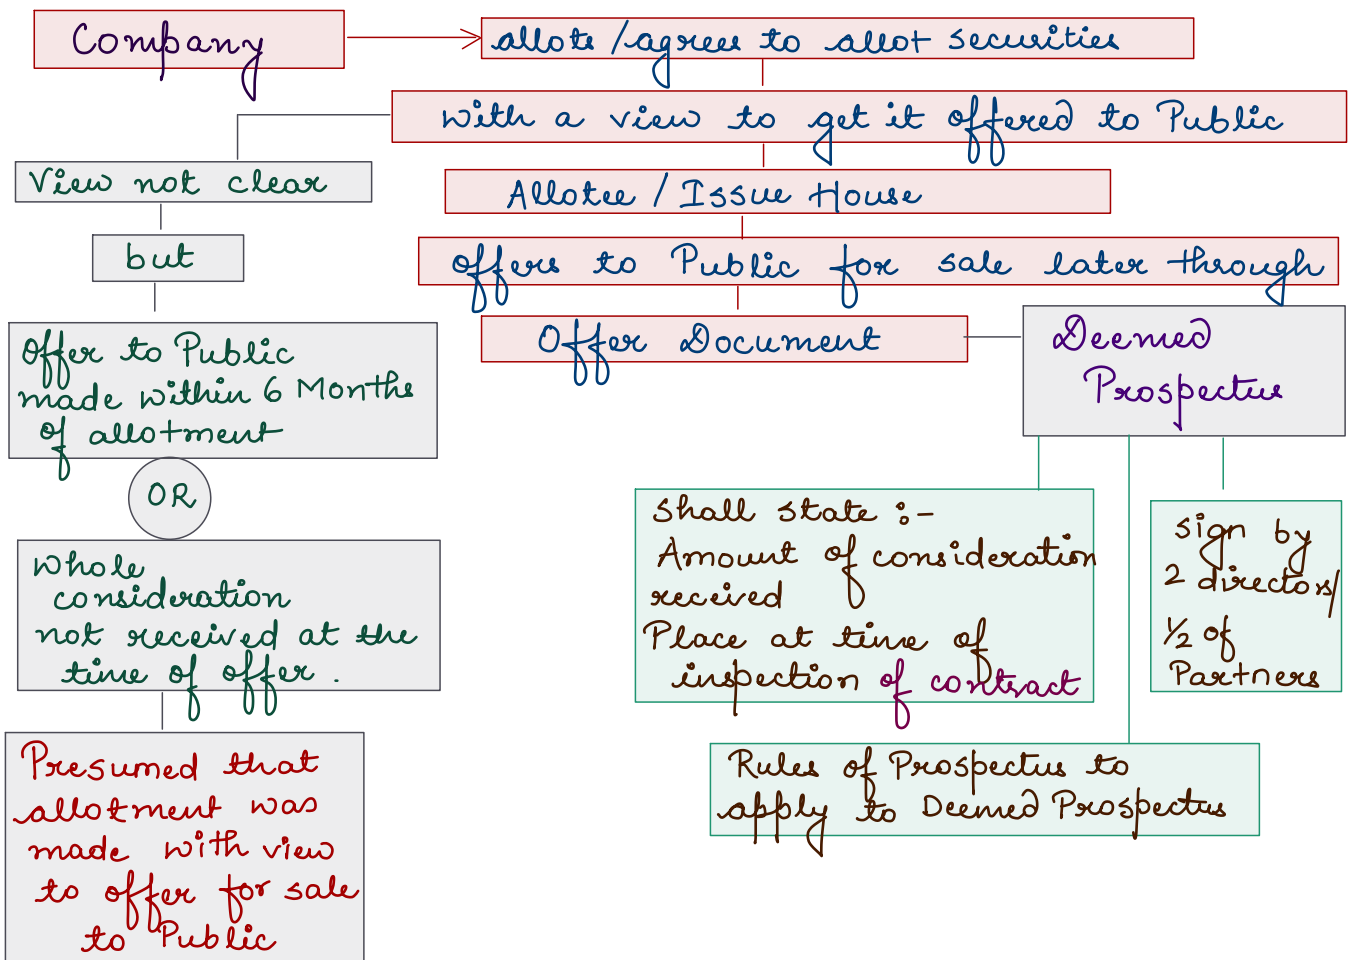 Company
allots/agrees to allot securities
with a view to get it offered to Public
View not clear
but
Offer to Public
made within 6 Months
of allotment
OR
Whole
consideration
not received at the
time of offer.
Presumed that
allotment was
made with view
to offer for sale
to Public
Allotee / Issue House
offers to Public for sale later through
Offer Document
Deemed
Prospectus
Shall state :-
Amount of consideration
received
Place at time of
inspection of contract
sign by
2 directors/
1/2 of
Partners
Rules of Prospectus to
apply to Deemed Prospectus